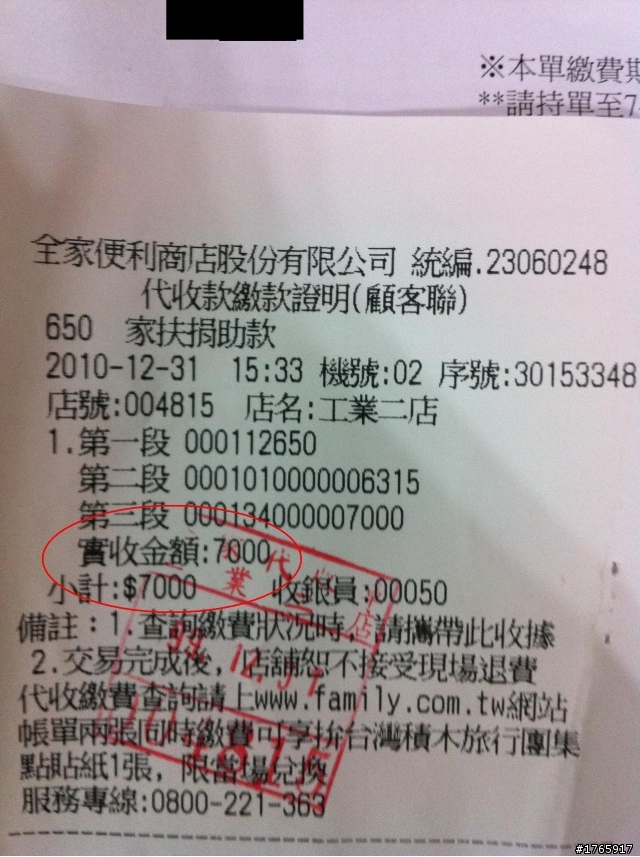 ※本單繳費期
**請持單至7-
全家便利商店股份有限公司 統編.23060248
代收款繳款證明(顧客聯)
650 家扶捐助款
2010-12-31 15:33 機號:02 序號:30153348
店號:004815 店名:工業二店
1.第一段 000112650
第二段 0001010000006315
第三段 000134000007000
實收金額:7000
小計:$7000 收銀員:00050
備註：1.查詢繳費狀況時，請攜帶此收據
2.交易完成後，店舖恕不接受現場退費
代收繳費查詢請上www.family.com.tw網站
帳單兩張同時繳費可享拚台灣積木旅行團集
點貼紙1張，限當場兌換
服務專線:0800-221-363
#1765917